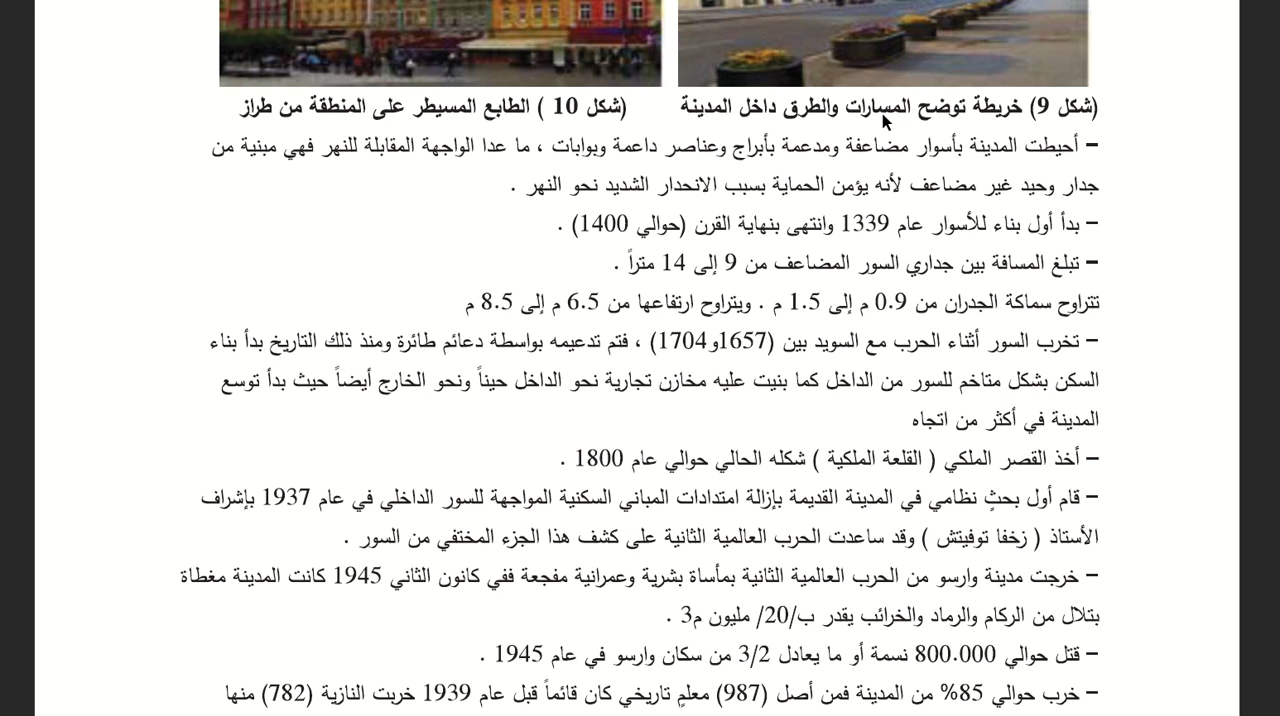 (شكل 9) خريطة توضح المسارات والطرق داخل المدينة
(شكل 10 ) الطابع المسيطر على المنطقة من طراز
– أحيطت المدينة بأسوار مضاعفة ومدعمة بأبراج وعناصر داعمة وبوابات ، ما عدا الواجهة المقابلة للنهر فهي مبنية من
جدار وحيد غير مضاعف لأنه يؤمن الحماية بسبب الانحدار الشديد نحو النهر .
– بدأ أول بناء للأسوار عام 1339 وانتهى بنهاية القرن (حوالي 1400) .
– تبلغ المسافة بين جداري السور المضاعف من 9 إلى 14 متراً .
تتراوح سماكة الجدران من 0.9 م إلى 1.5 م . ويتراوح ارتفاعها من 6.5 م إلى 8.5 م
– تخرب السور أثناء الحرب مع السويد بين (1657و1704) ، فتم تدعيمه بواسطة دعائم طائرة ومنذ ذلك التاريخ بدأ بناء
السكن بشكل متاخم للسور من الداخل كما بنيت عليه مخازن تجارية نحو الداخل حيناً ونحو الخارج أيضاً حيث بدأ توسع
المدينة في أكثر من اتجاه
– أخذ القصر الملكي ( القلعة الملكية ) شكله الحالي حوالي عام 1800 .
– قام أول بحثٍ نظامي في المدينة القديمة بإزالة امتدادات المباني السكنية المواجهة للسور الداخلي في عام 1937 بإشراف
الأستاذ ( زخفا توفيتش ) وقد ساعدت الحرب العالمية الثانية على كشف هذا الجزء المختفي من السور .
– خرجت مدينة وارسو من الحرب العالمية الثانية بمأساة بشرية وعمرانية مفجعة ففي كانون الثاني 1945 كانت المدينة مغطاة
بتلال من الركام والرماد والخرائب يقدر ب/20/ مليون م3 .
– قتل حوالي 800.000 نسمة أو ما يعادل 3/2 من سكان وارسو في عام 1945 .
– خرب حوالي 85% من المدينة فمن أصل (987) معلمٍ تاريخي كان قائماً قبل عام 1939 خربت النازية (782) منها